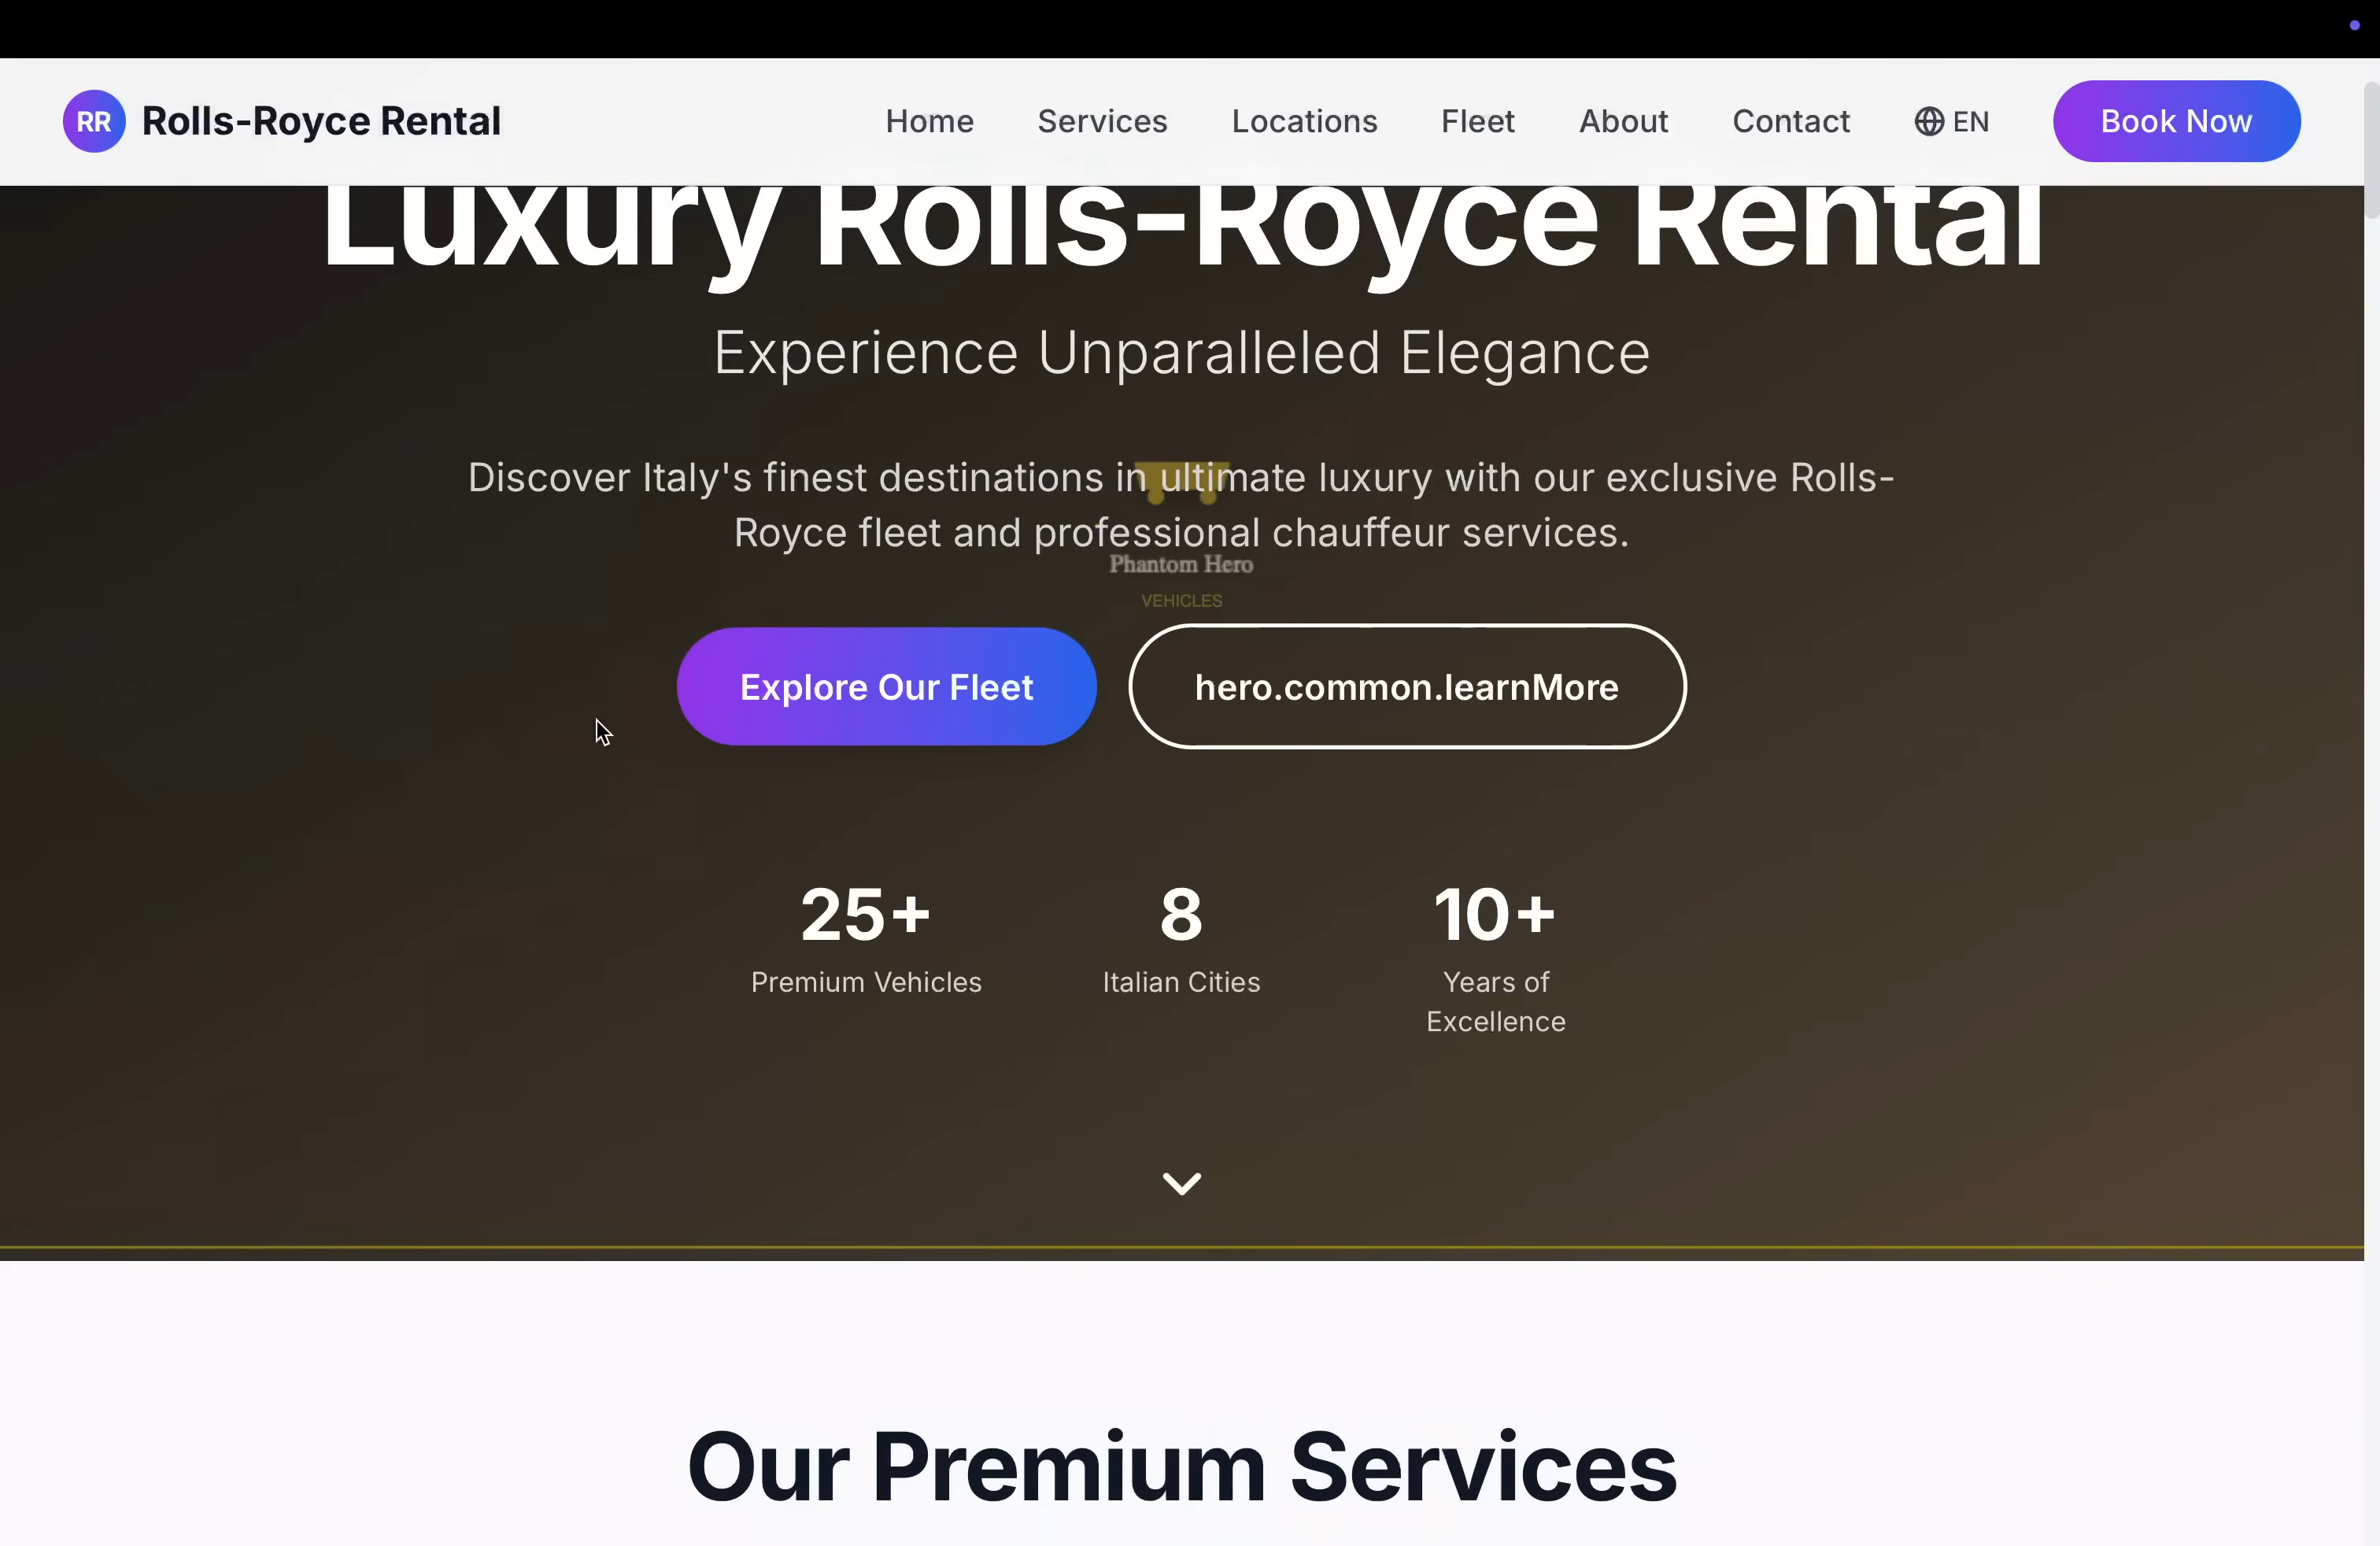 RR Rolls-Royce Rental Home Services Locations Fleet About Contact EN Book Now
Luxury Rolls-Royce Rental
Experience Unparalleled Elegance
Discover Italy's finest destinations in ultimate luxury with our exclusive Rolls-
Royce fleet and professional chauffeur services.
Phantom Hero
VEHICLES
Explore Our Fleet hero.common.learnMore
25+ 8 10+
Premium Vehicles Italian Cities Years of
Excellence
Our Premium Services